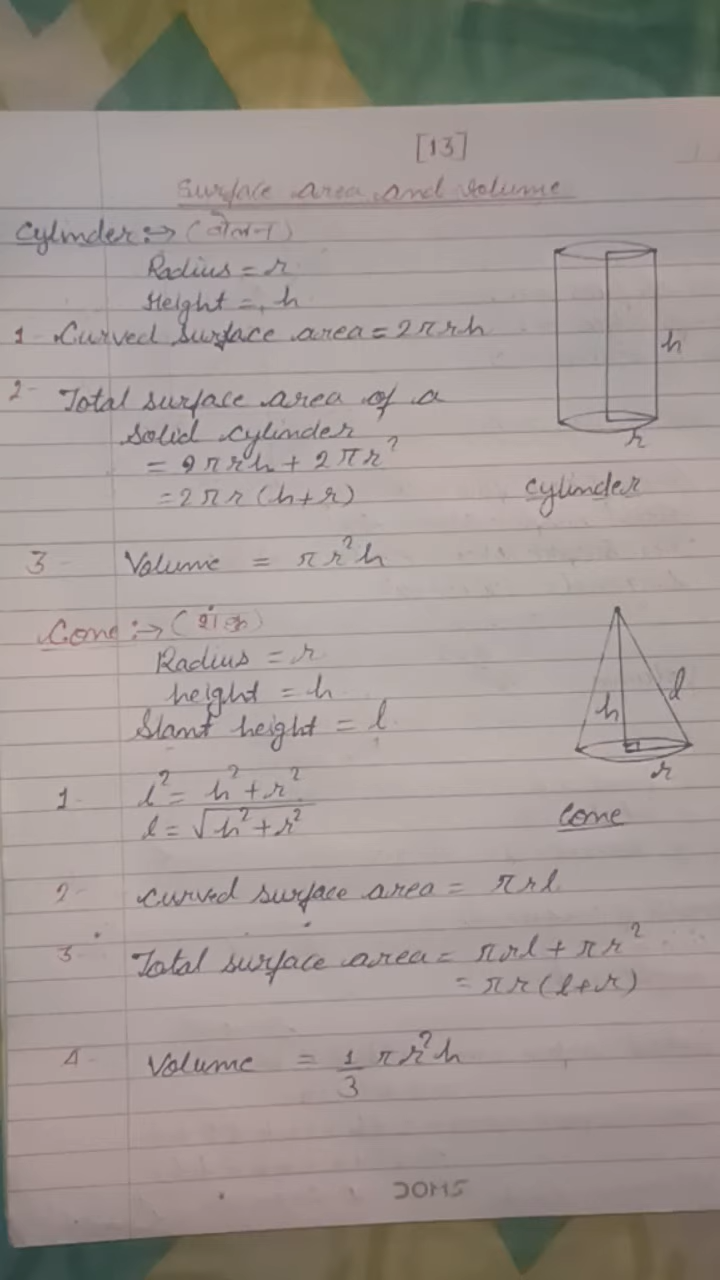 [13]
Surface area and volume
Cylinder :→ (बेलन)
Radius = r
Height = h
h
1 Curved surface area = 2πrh
2- Total surface area of a
solid cylinder
r
= 2πrh + 2πr²
= 2πr (h+r)
cylinder
3 Volume = πr²h
Cone :→ (शंकु)
Radius = r
height = h
Slant height = l
h
l
r
1 l² = h² + r²
l = √h² + r²
Cone
2- curved surface area = πrl
3- Total surface area = πrl + πr²
= πr (l+r)
4- Volume = 1/3 πr²h
DOMS